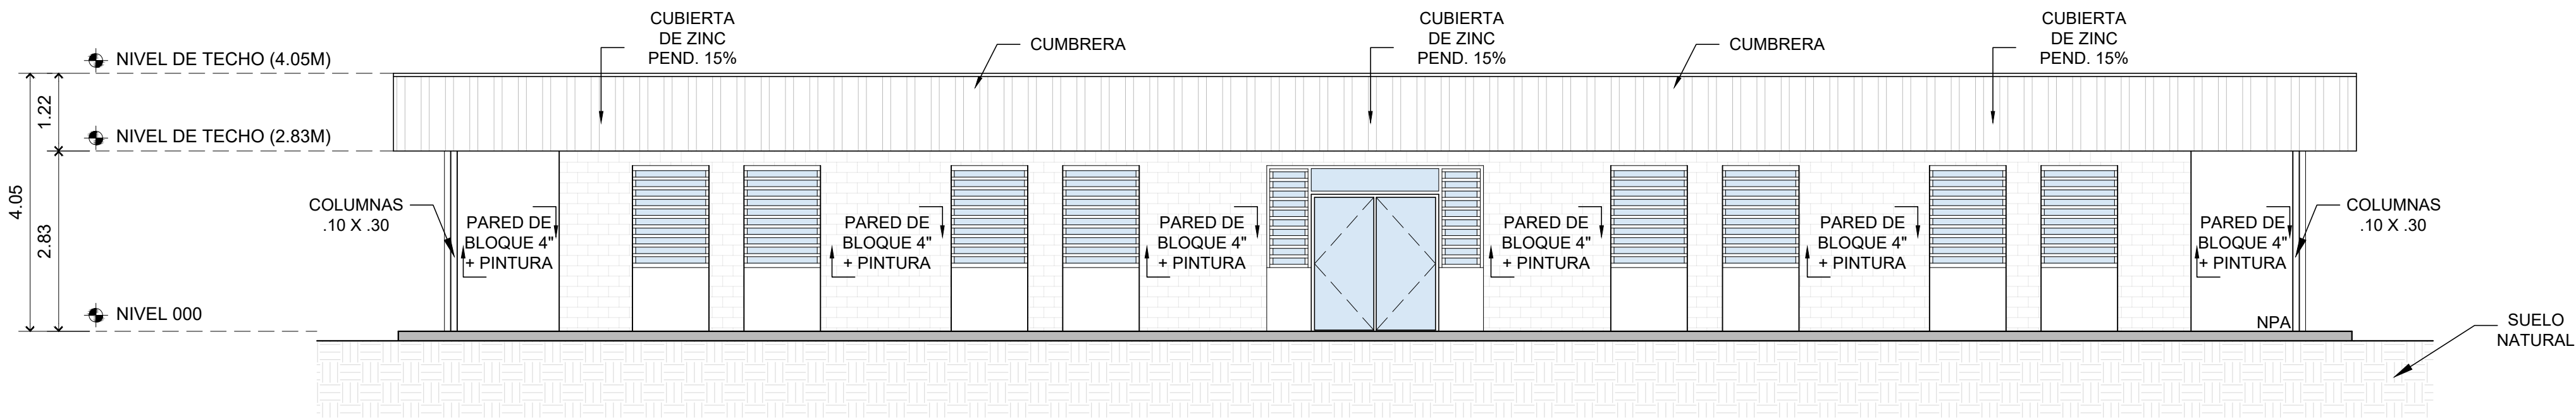 CUBIERTA
DE ZINC
PEND. 15%
CUMBRERA
CUBIERTA
DE ZINC
PEND. 15%
CUMBRERA
CUBIERTA
DE ZINC
PEND. 15%
NIVEL DE TECHO (4.05M)
1.22
NIVEL DE TECHO (2.83M)
4.05
2.83
COLUMNAS
.10 X .30
PARED DE
BLOQUE 4"
+ PINTURA
PARED DE
BLOQUE 4"
+ PINTURA
PARED DE
BLOQUE 4"
+ PINTURA
PARED DE
BLOQUE 4"
+ PINTURA
PARED DE
BLOQUE 4"
+ PINTURA
PARED DE
BLOQUE 4"
+ PINTURA
COLUMNAS
.10 X .30
NIVEL 000
NPA
SUELO
NATURAL